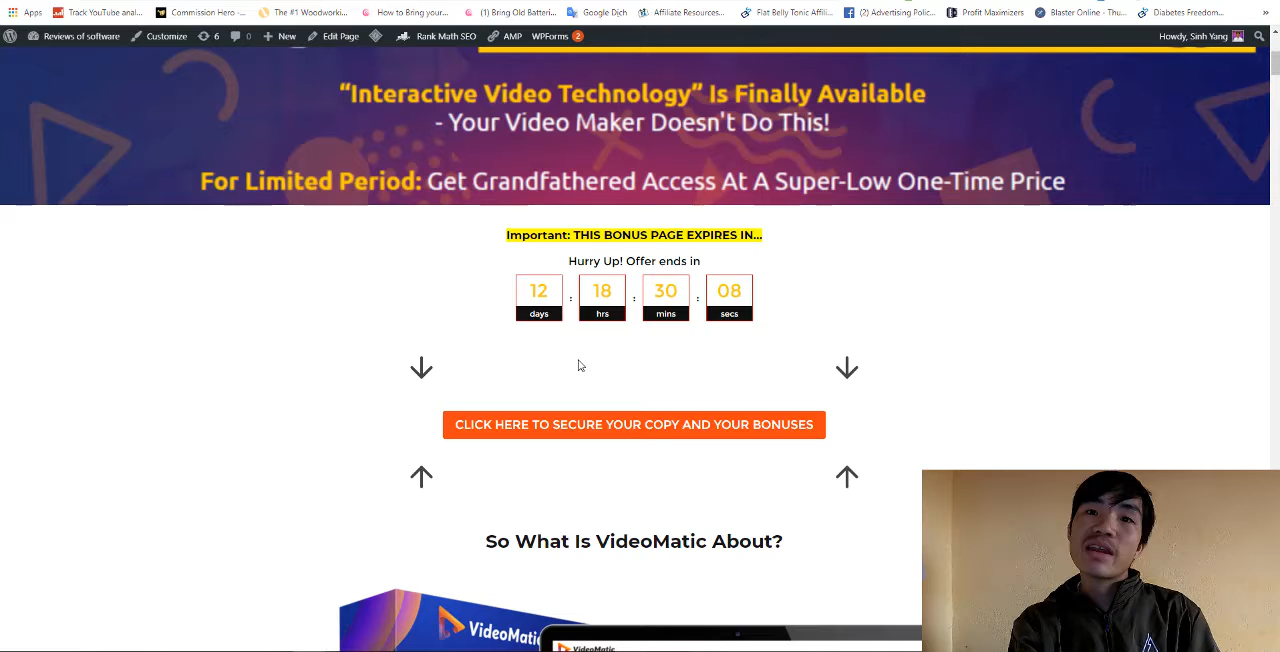 Apps Track YouTube anal... Commission Hero -... The #1 Woodworki... How to Bring your... (1) Bring Old Batteri... Google Dịch Affiliate Resources... Flat Belly Tonic Affili... (2) Advertising Polic... Profit Maximizers Blaster Online - Thu... Diabetes Freedom... »
Reviews of software Customize 6 0 New Edit Page Rank Math SEO AMP WPForms 2 Howdy, Sinh Yang
“Interactive Video Technology” Is Finally Available
- Your Video Maker Doesn't Do This!
For Limited Period: Get Grandfathered Access At A Super-Low One-Time Price
Important: THIS BONUS PAGE EXPIRES IN...
Hurry Up! Offer ends in
12 : 18 : 30 : 08
days hrs mins secs
CLICK HERE TO SECURE YOUR COPY AND YOUR BONUSES
So What Is VideoMatic About?
VideoMatic
VideoMatic